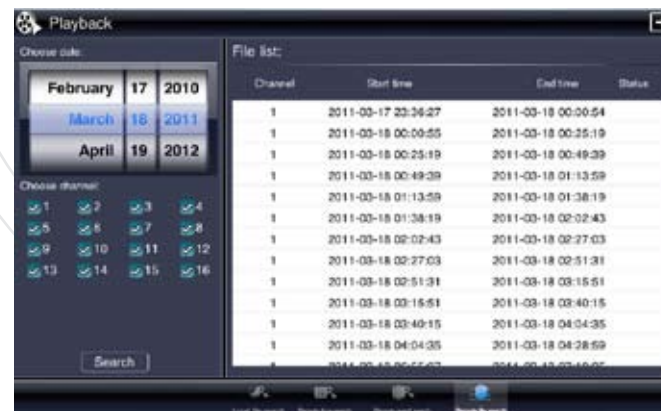 Playback
Choose date:
February 17 2010
March 18 2011
April 19 2012
Choose channel:
1 2 3 4
5 6 7 8
9 10 11 12
13 14 15 16
Search
File list:
Channel Start time End time Status
1 2011-03-17 23:36:27 2011-03-18 00:00:54
1 2011-03-18 00:00:55 2011-03-18 00:25:19
1 2011-03-18 00:25:19 2011-03-18 00:49:39
1 2011-03-18 00:49:39 2011-03-18 01:13:59
1 2011-03-18 01:13:59 2011-03-18 01:38:19
1 2011-03-18 01:38:19 2011-03-18 02:02:43
1 2011-03-18 02:02:43 2011-03-18 02:27:03
1 2011-03-18 02:27:03 2011-03-18 02:51:31
1 2011-03-18 02:51:31 2011-03-18 03:15:51
1 2011-03-18 03:15:51 2011-03-18 03:40:15
1 2011-03-18 03:40:15 2011-03-18 04:04:35
1 2011-03-18 04:04:35 2011-03-18 04:28:59